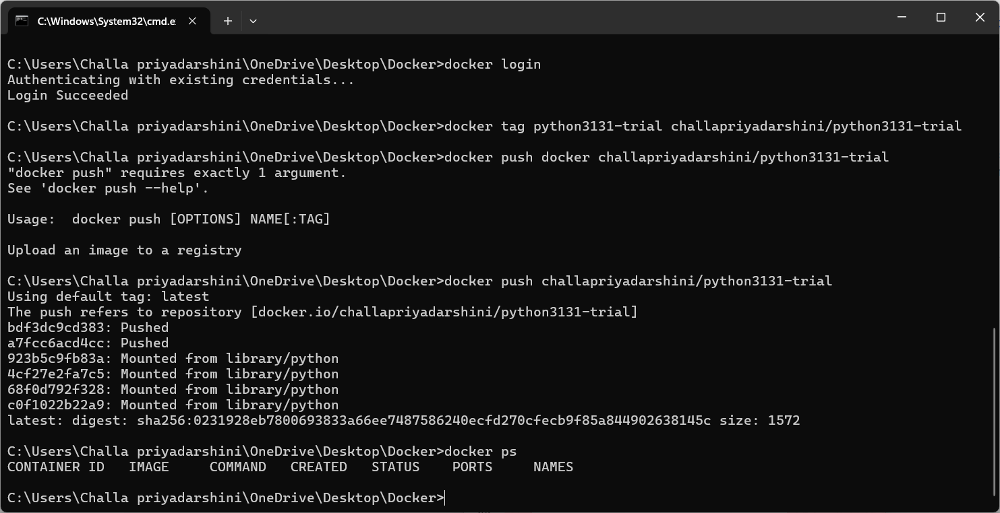 C:\Windows\System32\cmd.e
C:\Users\Challa priyadarshini\OneDrive\Desktop\Docker>docker login
Authenticating with existing credentials...
Login Succeeded
C:\Users\Challa priyadarshini\OneDrive\Desktop\Docker>docker tag python3131-trial challapriyadarshini/python3131-trial
C:\Users\Challa priyadarshini\OneDrive\Desktop\Docker>docker push docker challapriyadarshini/python3131-trial
"docker push" requires exactly 1 argument.
See 'docker push --help'.
Usage:  docker push [OPTIONS] NAME[:TAG]
Upload an image to a registry
C:\Users\Challa priyadarshini\OneDrive\Desktop\Docker>docker push challapriyadarshini/python3131-trial
Using default tag: latest
The push refers to repository [docker.io/challapriyadarshini/python3131-trial]
bdf3dc9cd383: Pushed
a7fcc6acd4cc: Pushed
923b5c9fb83a: Mounted from library/python
4cf27e2fa7c5: Mounted from library/python
68f0d792f328: Mounted from library/python
c0f1022b22a9: Mounted from library/python
latest: digest: sha256:0231928eb7800693833a66ee7487586240ecfd270cfecb9f85a844902638145c size: 1572
C:\Users\Challa priyadarshini\OneDrive\Desktop\Docker>docker ps
CONTAINER ID   IMAGE     COMMAND   CREATED   STATUS    PORTS     NAMES
C:\Users\Challa priyadarshini\OneDrive\Desktop\Docker>